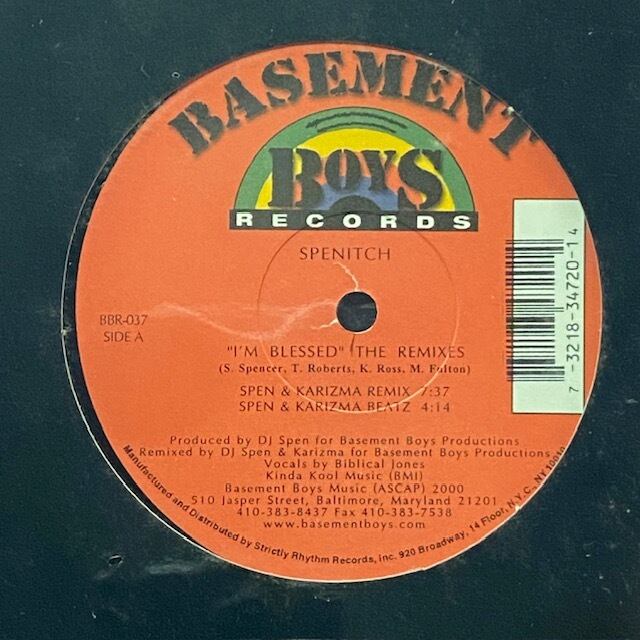 BASEMENT
BOYS
RECORDS
SPENITCH
BBR-037
SIDE A
"I'M BLESSED" THE REMIXES
(S. Spencer, T. Roberts, K. Ross, M. Fulton)
SPEN & KARIZMA REMIX 7:37
SPEN & KARIZMA BEATZ 4:14
7 73218-34720-1 4
Produced by DJ Spen for Basement Boys Productions
Remixed by DJ Spen & Karizma for Basement Boys Productions
Vocals by Biblical Jones
Kinda Kool Music (BMI)
Basement Boys Music (ASCAP) 2000
510 Jasper Street, Baltimore, Maryland 21201
410-383-8437 Fax 410-383-7538
www.basementboys.com
Manufactured and Distributed by Strictly Rhythm Records, Inc. 920 Broadway, 14 Floor, N.Y.C., NY 10010